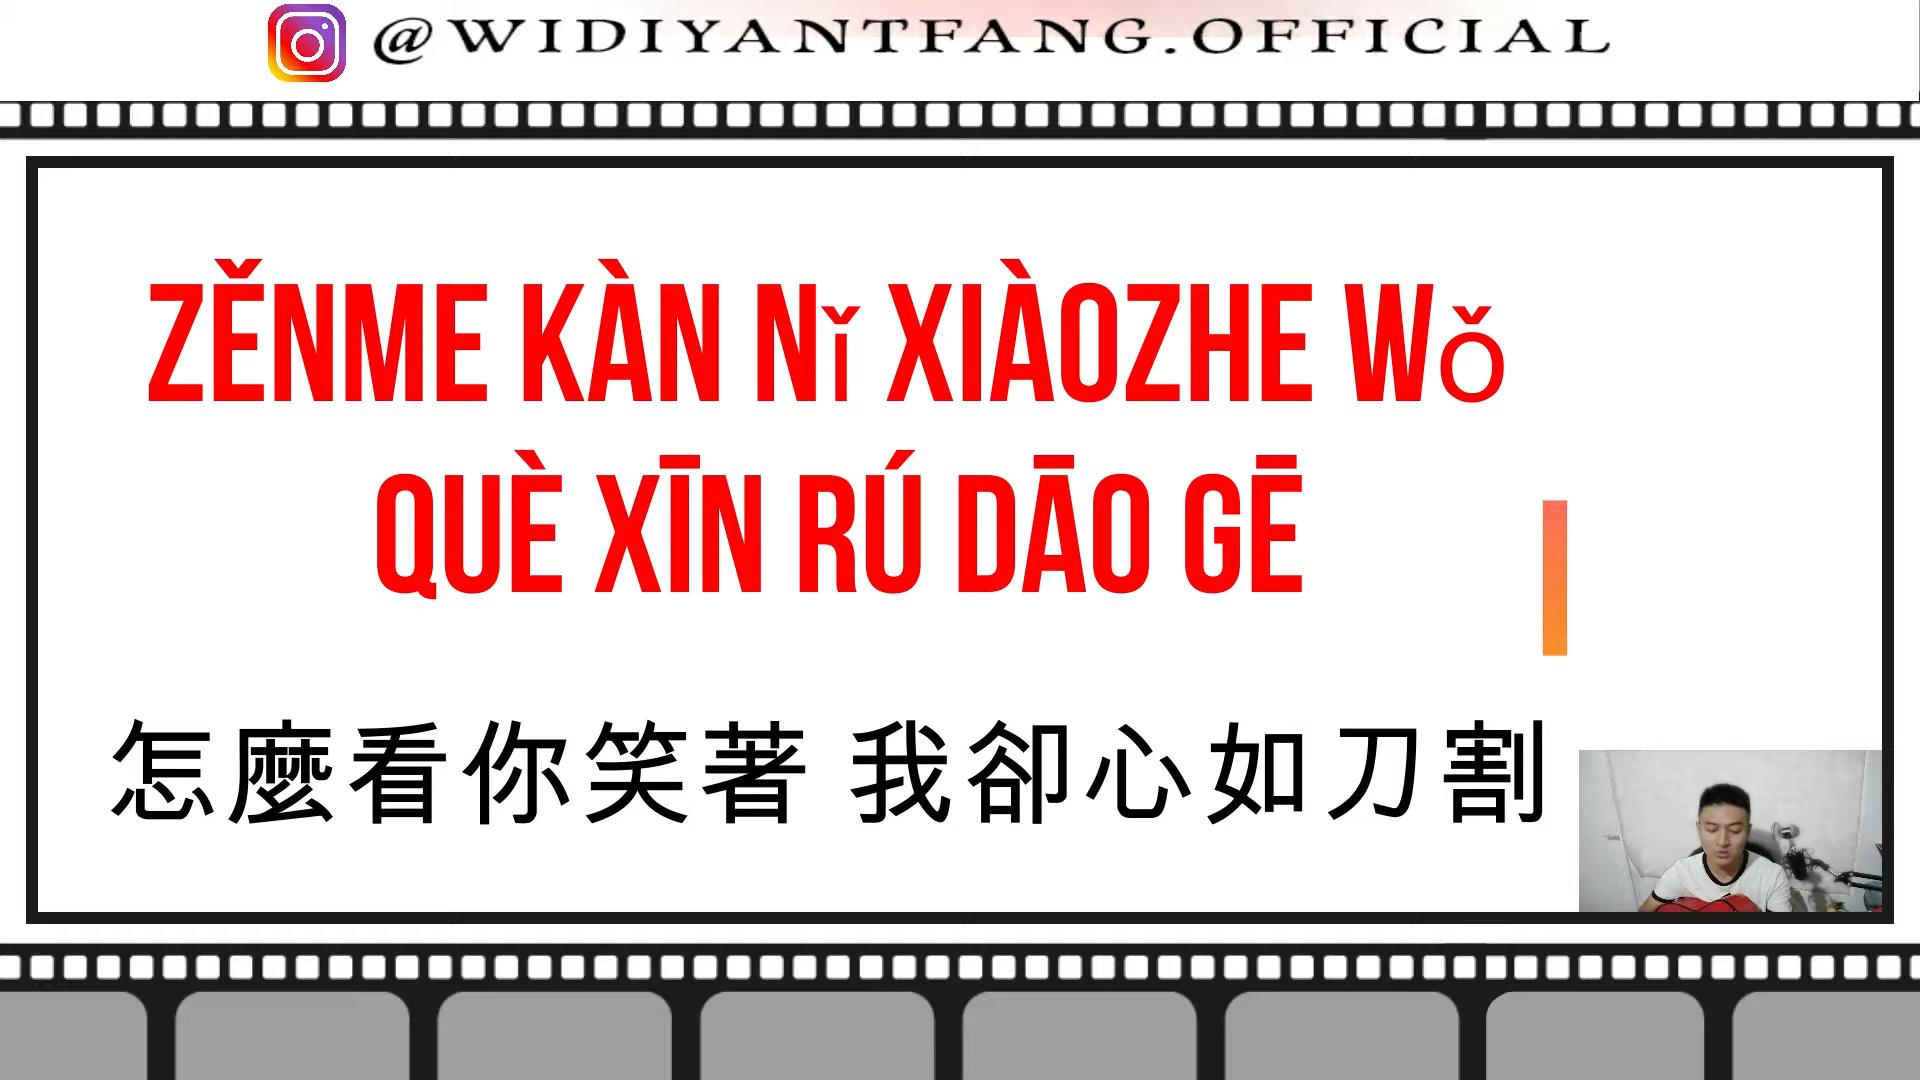 @WIDIYANTFANG.OFFICIAL
ZĚNME KÀN Nǐ XIÀOZHE Wǒ
QUÈ XĪN RÚ DĀO GĒ
怎麼看你笑著 我卻心如刀割